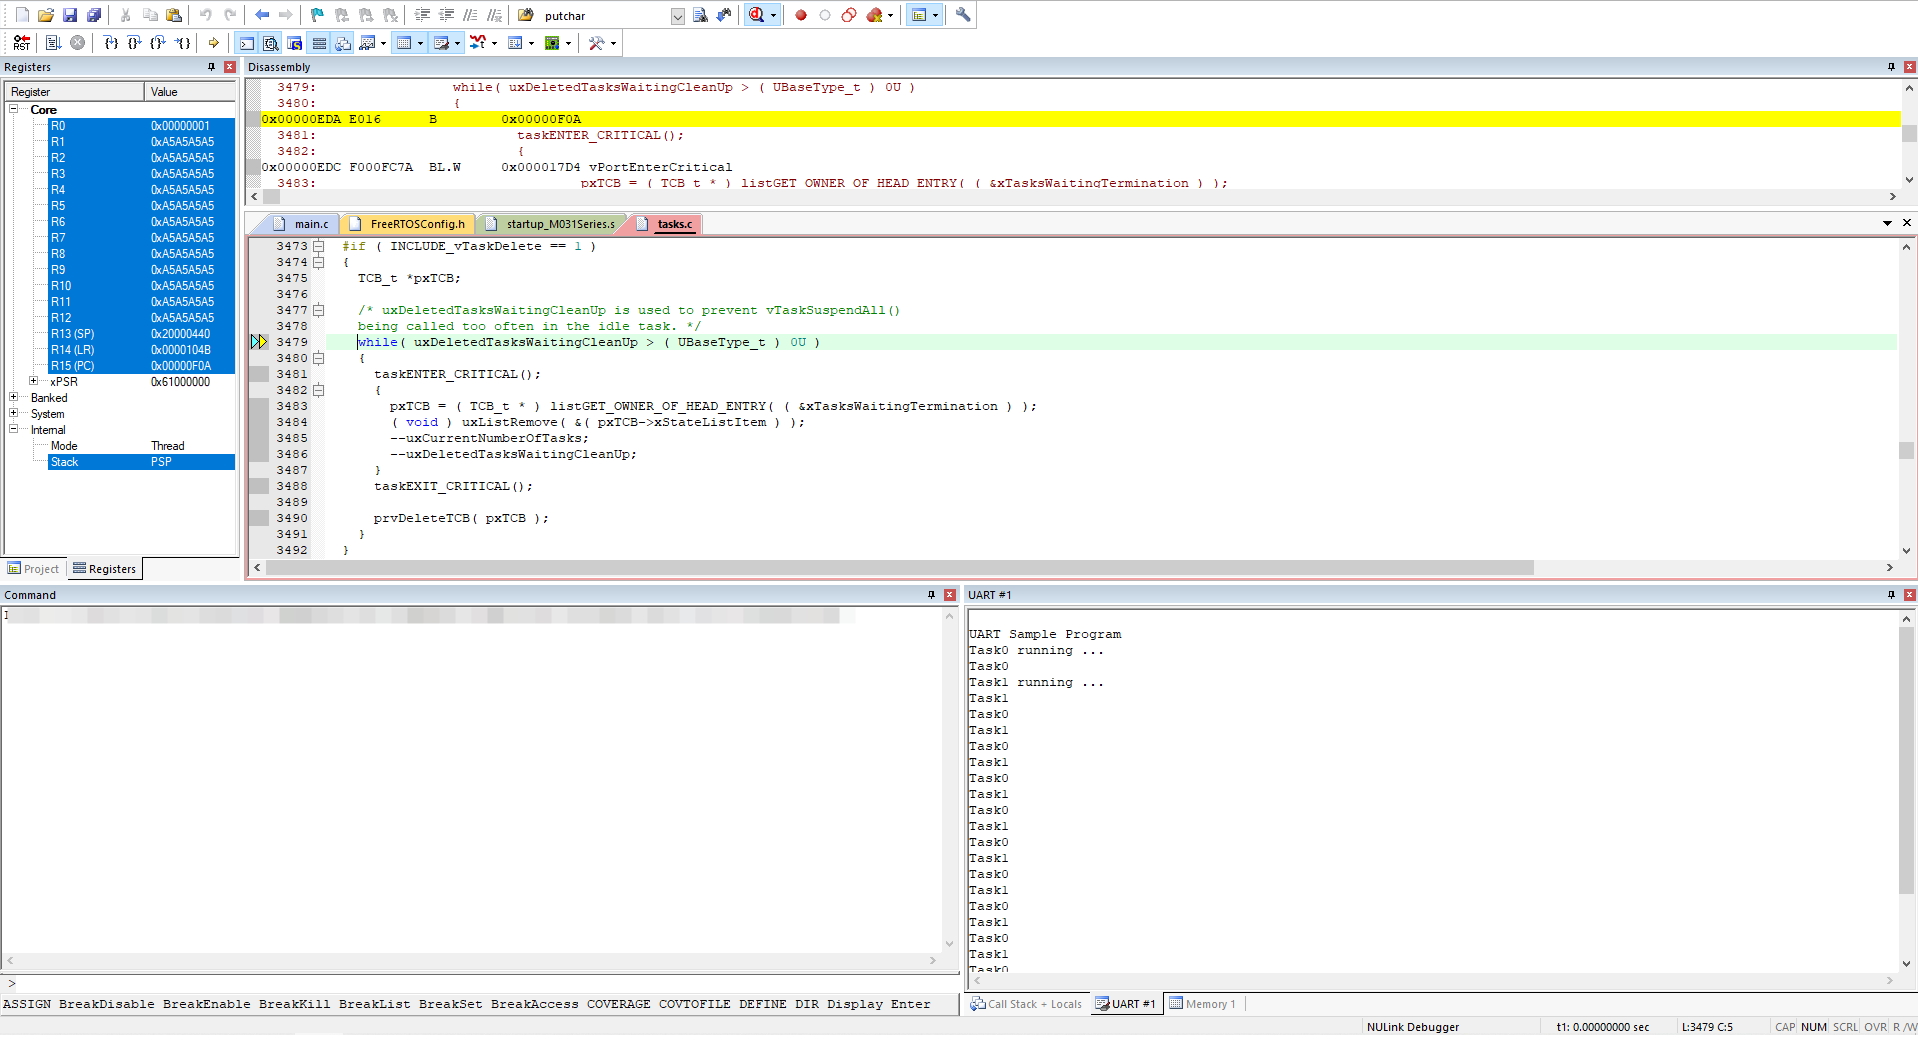 putchar
RST
Registers
Register Value
Core
R0 0x00000001
R1 0xA5A5A5A5
R2 0xA5A5A5A5
R3 0xA5A5A5A5
R4 0xA5A5A5A5
R5 0xA5A5A5A5
R6 0xA5A5A5A5
R7 0xA5A5A5A5
R8 0xA5A5A5A5
R9 0xA5A5A5A5
R10 0xA5A5A5A5
R11 0xA5A5A5A5
R12 0xA5A5A5A5
R13 (SP) 0x20000440
R14 (LR) 0x0000104B
R15 (PC) 0x00000F0A
xPSR 0x61000000
Banked
System
Internal
Mode Thread
Stack PSP
Project Registers
Disassembly
3479: while( uxDeletedTasksWaitingCleanUp > ( UBaseType_t ) 0U )
3480: {
0x00000EDA E016 B 0x00000F0A
3481: taskENTER_CRITICAL();
3482: {
0x00000EDC F000FC7A BL.W 0x000017D4 vPortEnterCritical
3483: pxTCB = ( TCB_t * ) listGET_OWNER_OF_HEAD_ENTRY( ( &xTasksWaitingTermination ) );
main.c FreeRTOSConfig.h startup_M031Series.s tasks.c
3473 #if ( INCLUDE_vTaskDelete == 1 )
3474 {
3475 TCB_t *pxTCB;
3476
3477 /* uxDeletedTasksWaitingCleanUp is used to prevent vTaskSuspendAll()
3478 being called too often in the idle task. */
3479 while( uxDeletedTasksWaitingCleanUp > ( UBaseType_t ) 0U )
3480 {
3481 taskENTER_CRITICAL();
3482 {
3483 pxTCB = ( TCB_t * ) listGET_OWNER_OF_HEAD_ENTRY( ( &xTasksWaitingTermination ) );
3484 ( void ) uxListRemove( &( pxTCB->xStateListItem ) );
3485 --uxCurrentNumberOfTasks;
3486 --uxDeletedTasksWaitingCleanUp;
3487 }
3488 taskEXIT_CRITICAL();
3489
3490 prvDeleteTCB( pxTCB );
3491 }
3492 }
Command
>
ASSIGN BreakDisable BreakEnable BreakKill BreakList BreakSet BreakAccess COVERAGE COVTOFILE DEFINE DIR Display Enter
UART #1
UART Sample Program
Task0 running ...
Task0
Task1 running ...
Task1
Task0
Task1
Task0
Task1
Task0
Task1
Task0
Task1
Task0
Task1
Task0
Task1
Task0
Task1
Task0
Task1
Task0
Call Stack + Locals UART #1 Memory 1
NULink Debugger t1: 0.00000000 sec L:3479 C:5 CAP NUM SCRL OVR R /W